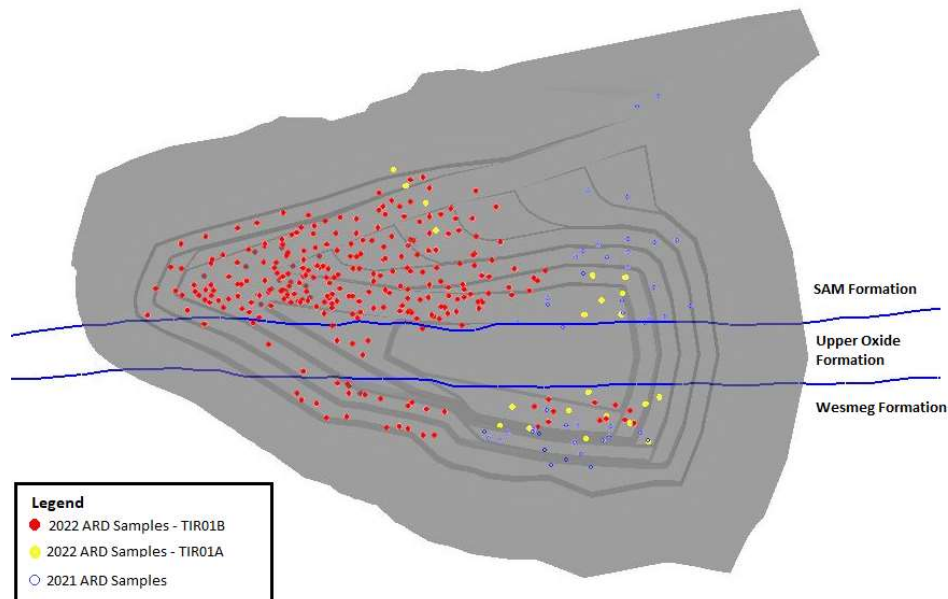 SAM Formation
Upper Oxide
Formation
Wesmeg Formation
Legend
2022 ARD Samples - TIR01B
2022 ARD Samples - TIR01A
2021 ARD Samples